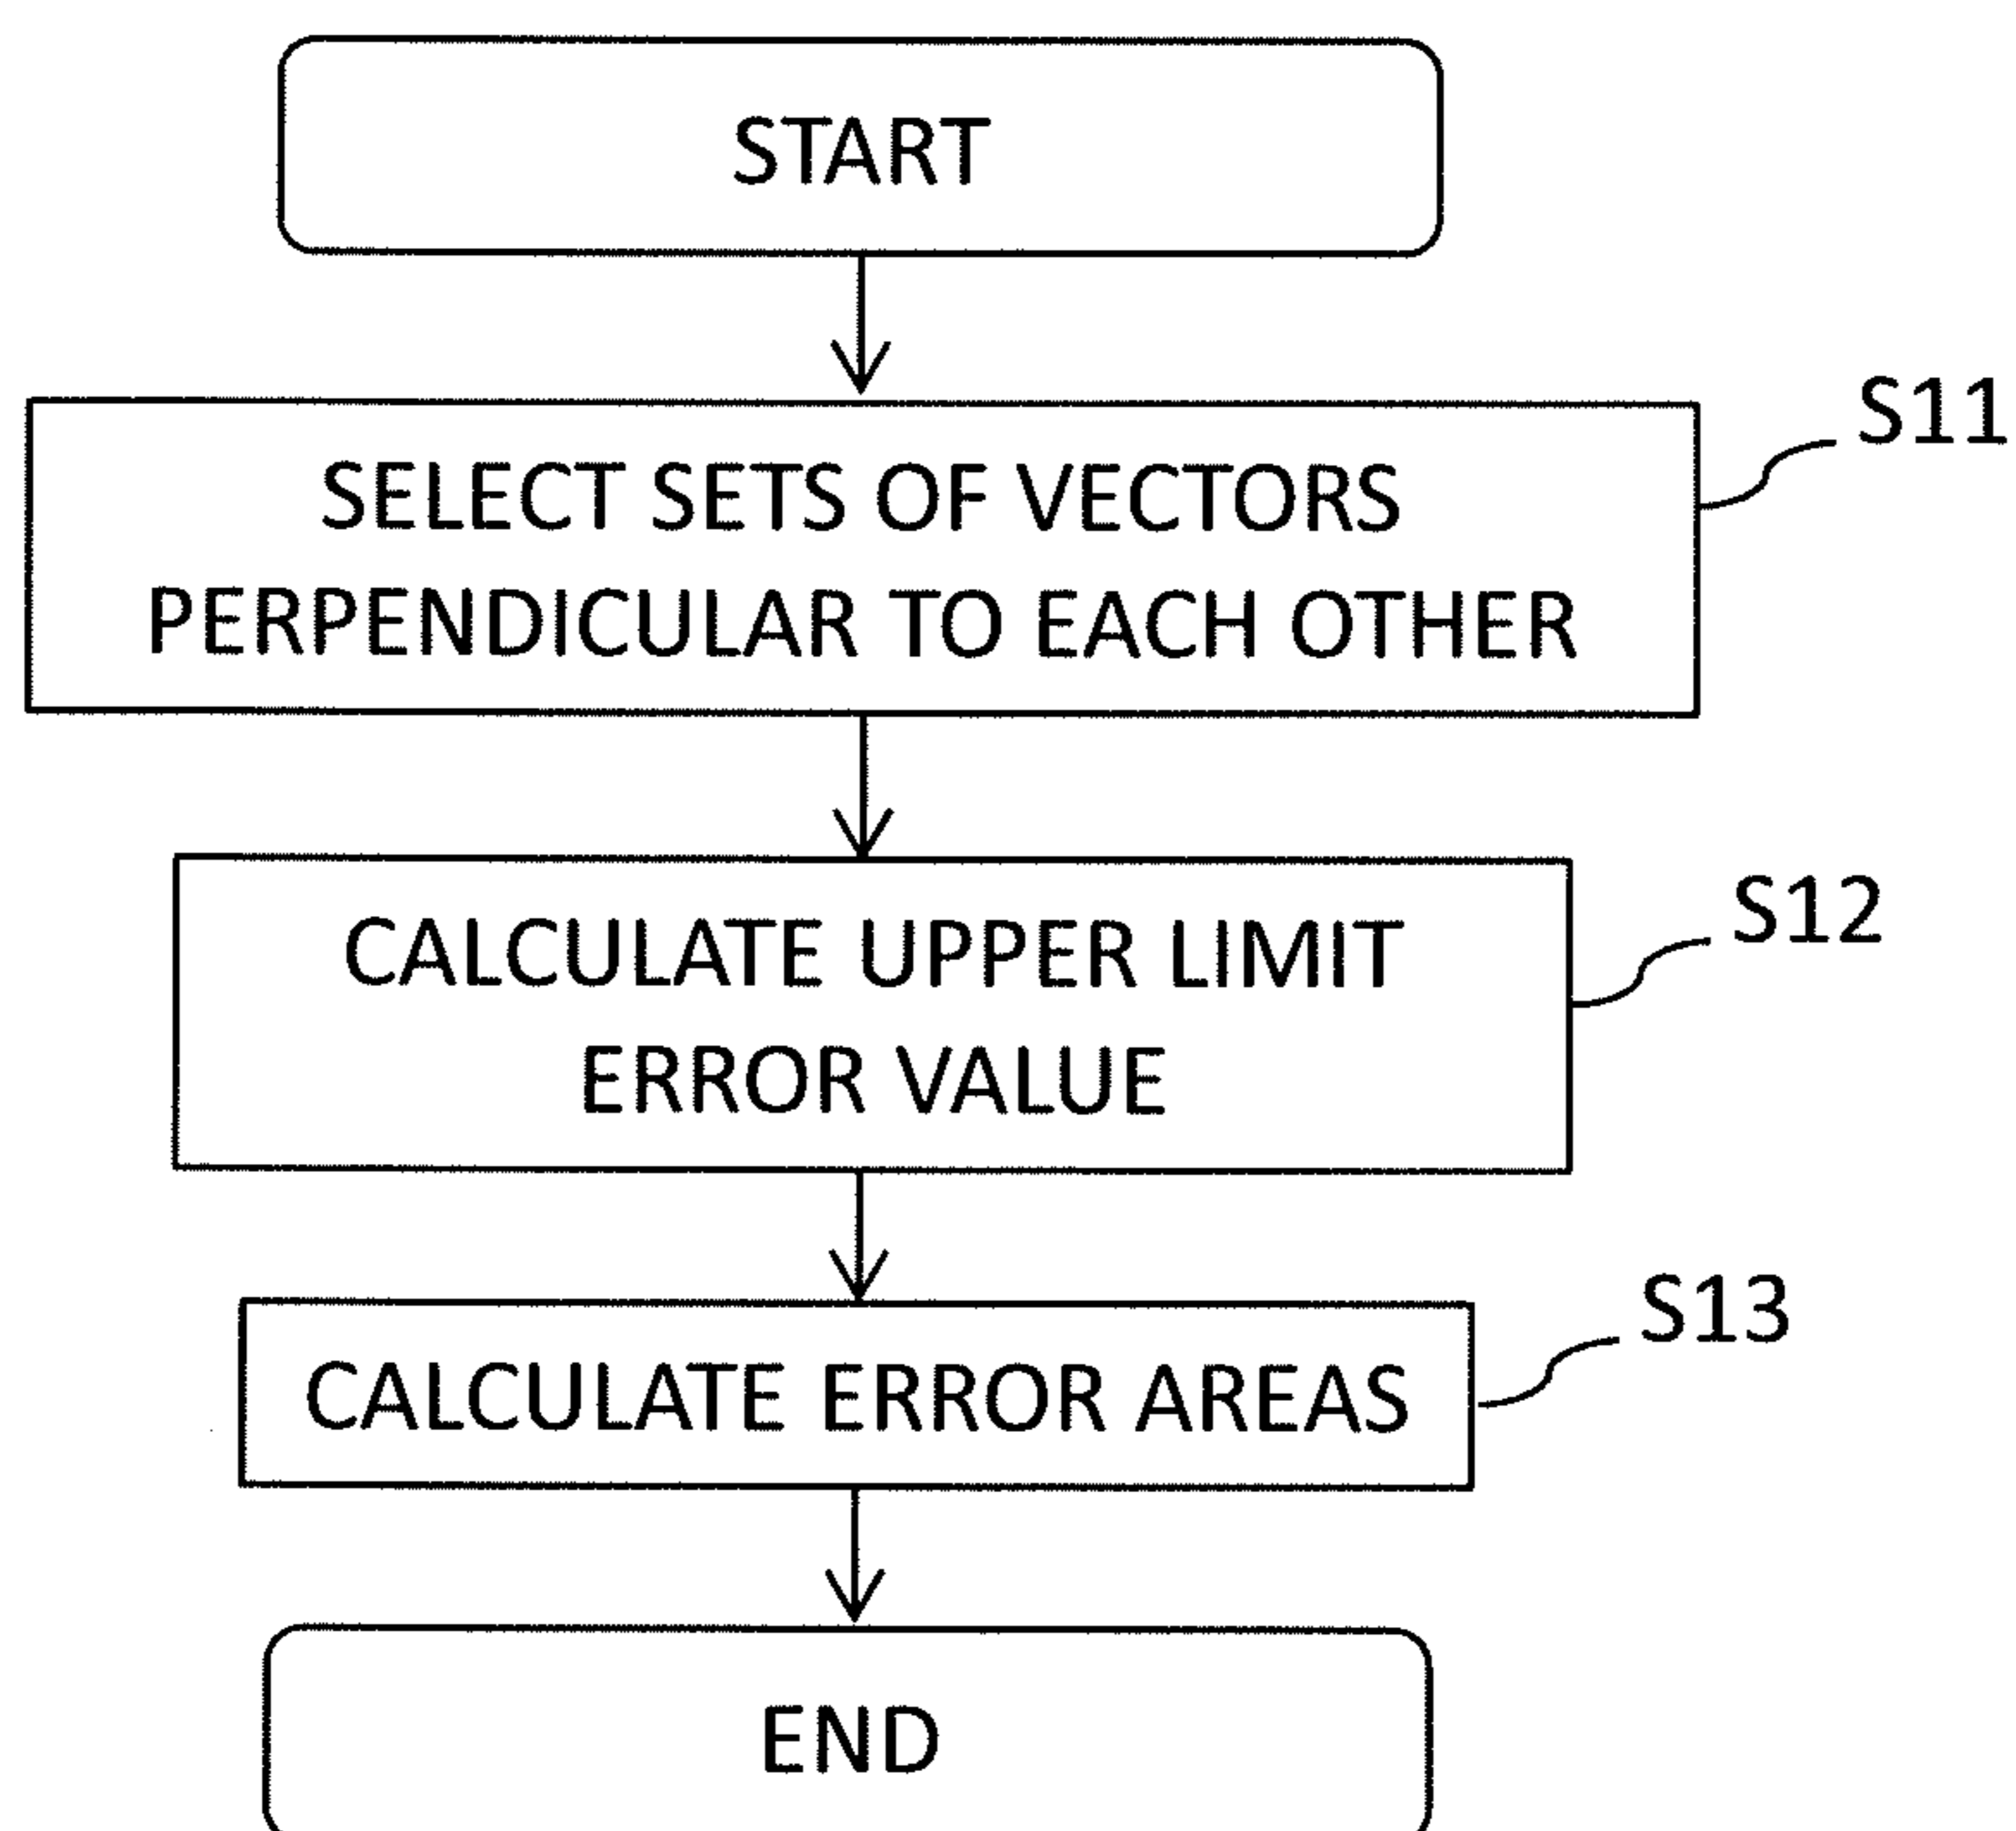 START
S11
SELECT SETS OF VECTORS
PERPENDICULAR TO EACH OTHER
S12
CALCULATE UPPER LIMIT
ERROR VALUE
S13
CALCULATE ERROR AREAS
END